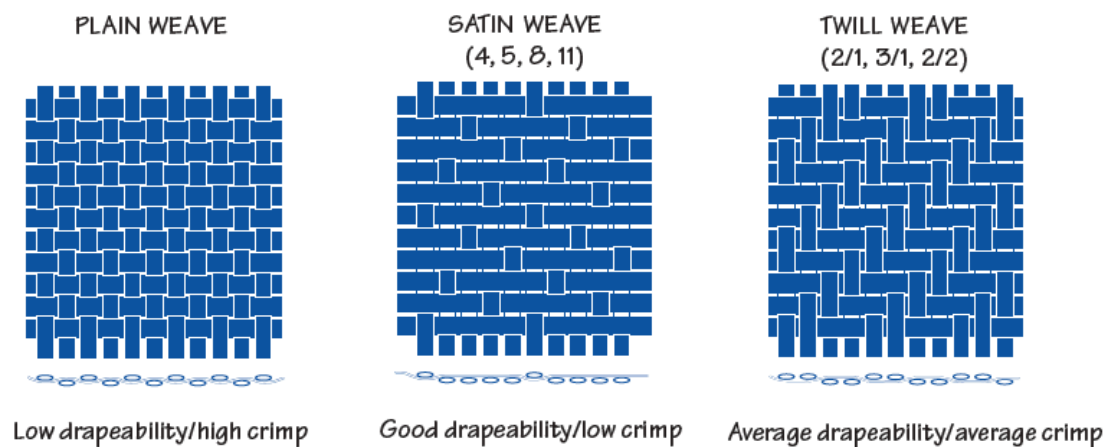 PLAIN WEAVE
SATIN WEAVE
(4, 5, 8, 11)
TWILL WEAVE
(2/1, 3/1, 2/2)
Low drapeability/high crimp
Good drapeability/low crimp
Average drapeability/average crimp